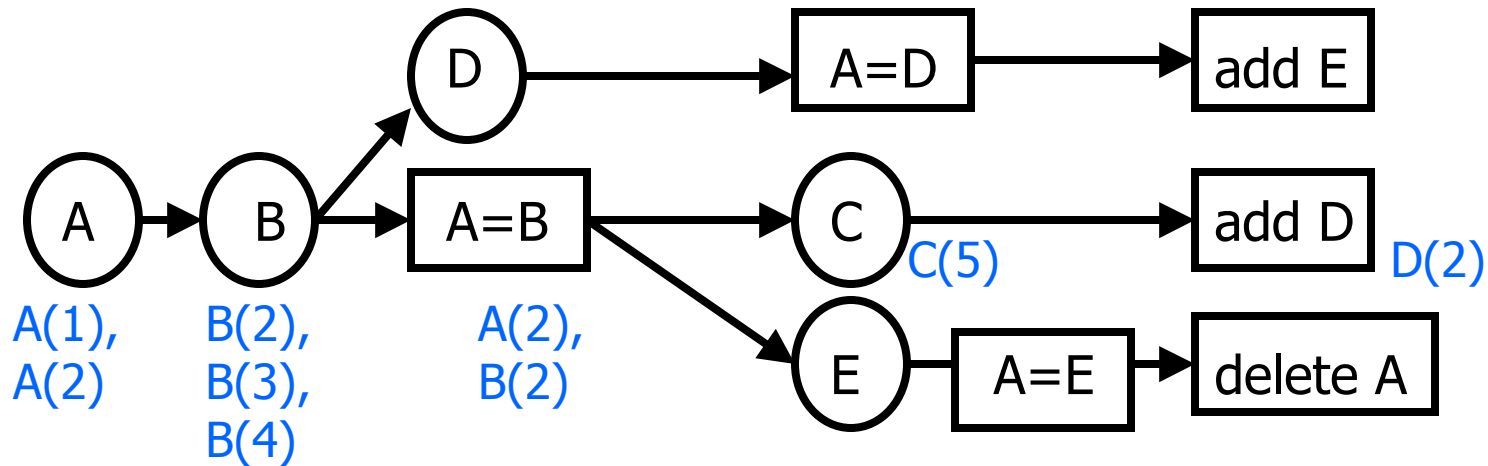 D
A=D
add E
A
B
A=B
C
add D
C(5)
D(2)
A(1),
A(2)
B(2),
B(3),
B(4)
A(2),
B(2)
E
A=E
delete A